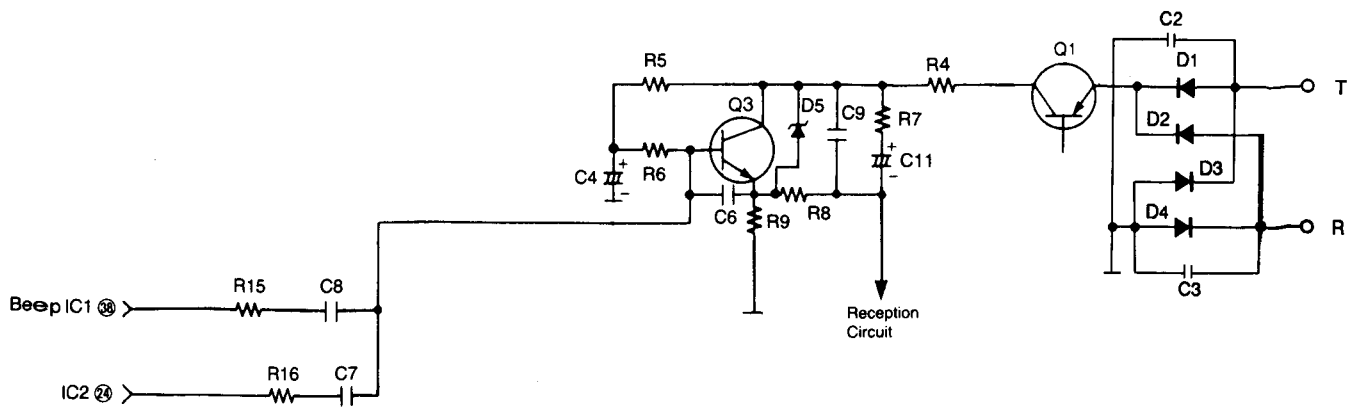 C2
Q1
R5
R4
D1
T
Q3
D5
C9
R7
D2
C4
+
-
R6
+
-
C11
D3
C6
R9
R8
D4
R
C3
R15
C8
Beep IC1 ㊳
Reception
Circuit
R16
C7
IC2 ㉔